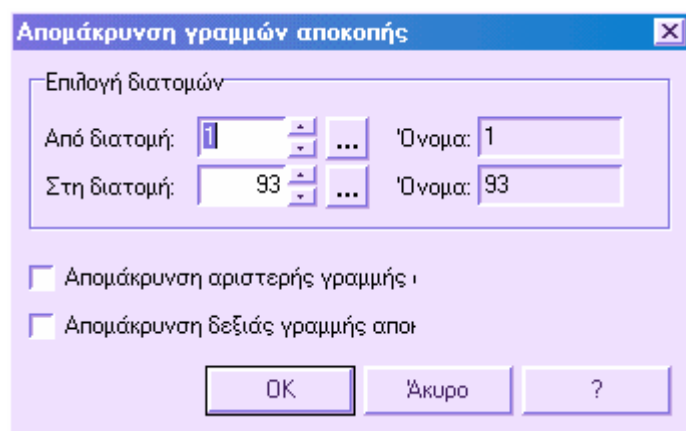 Απομάκρυνση γραμμών αποκοπής
Επιλογή διατομών
Από διατομή: 1 ... Όνομα: 1
Στη διατομή: 93 ... Όνομα: 93
Απομάκρυνση αριστερής γραμμής
Απομάκρυνση δεξιάς γραμμής αποκ
OK Άκυρο ?